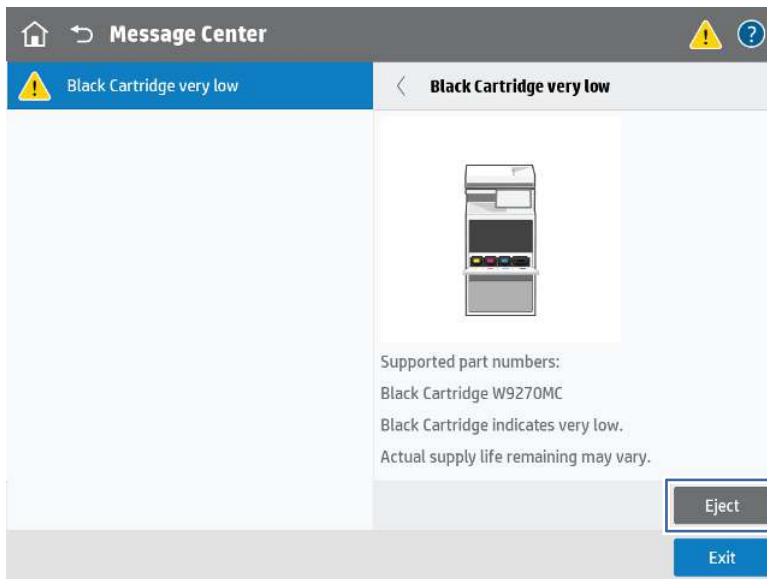 Message Center
Black Cartridge very low
Black Cartridge very low
Supported part numbers:
Black Cartridge W9270MC
Black Cartridge indicates very low.
Actual supply life remaining may vary.
Eject
Exit